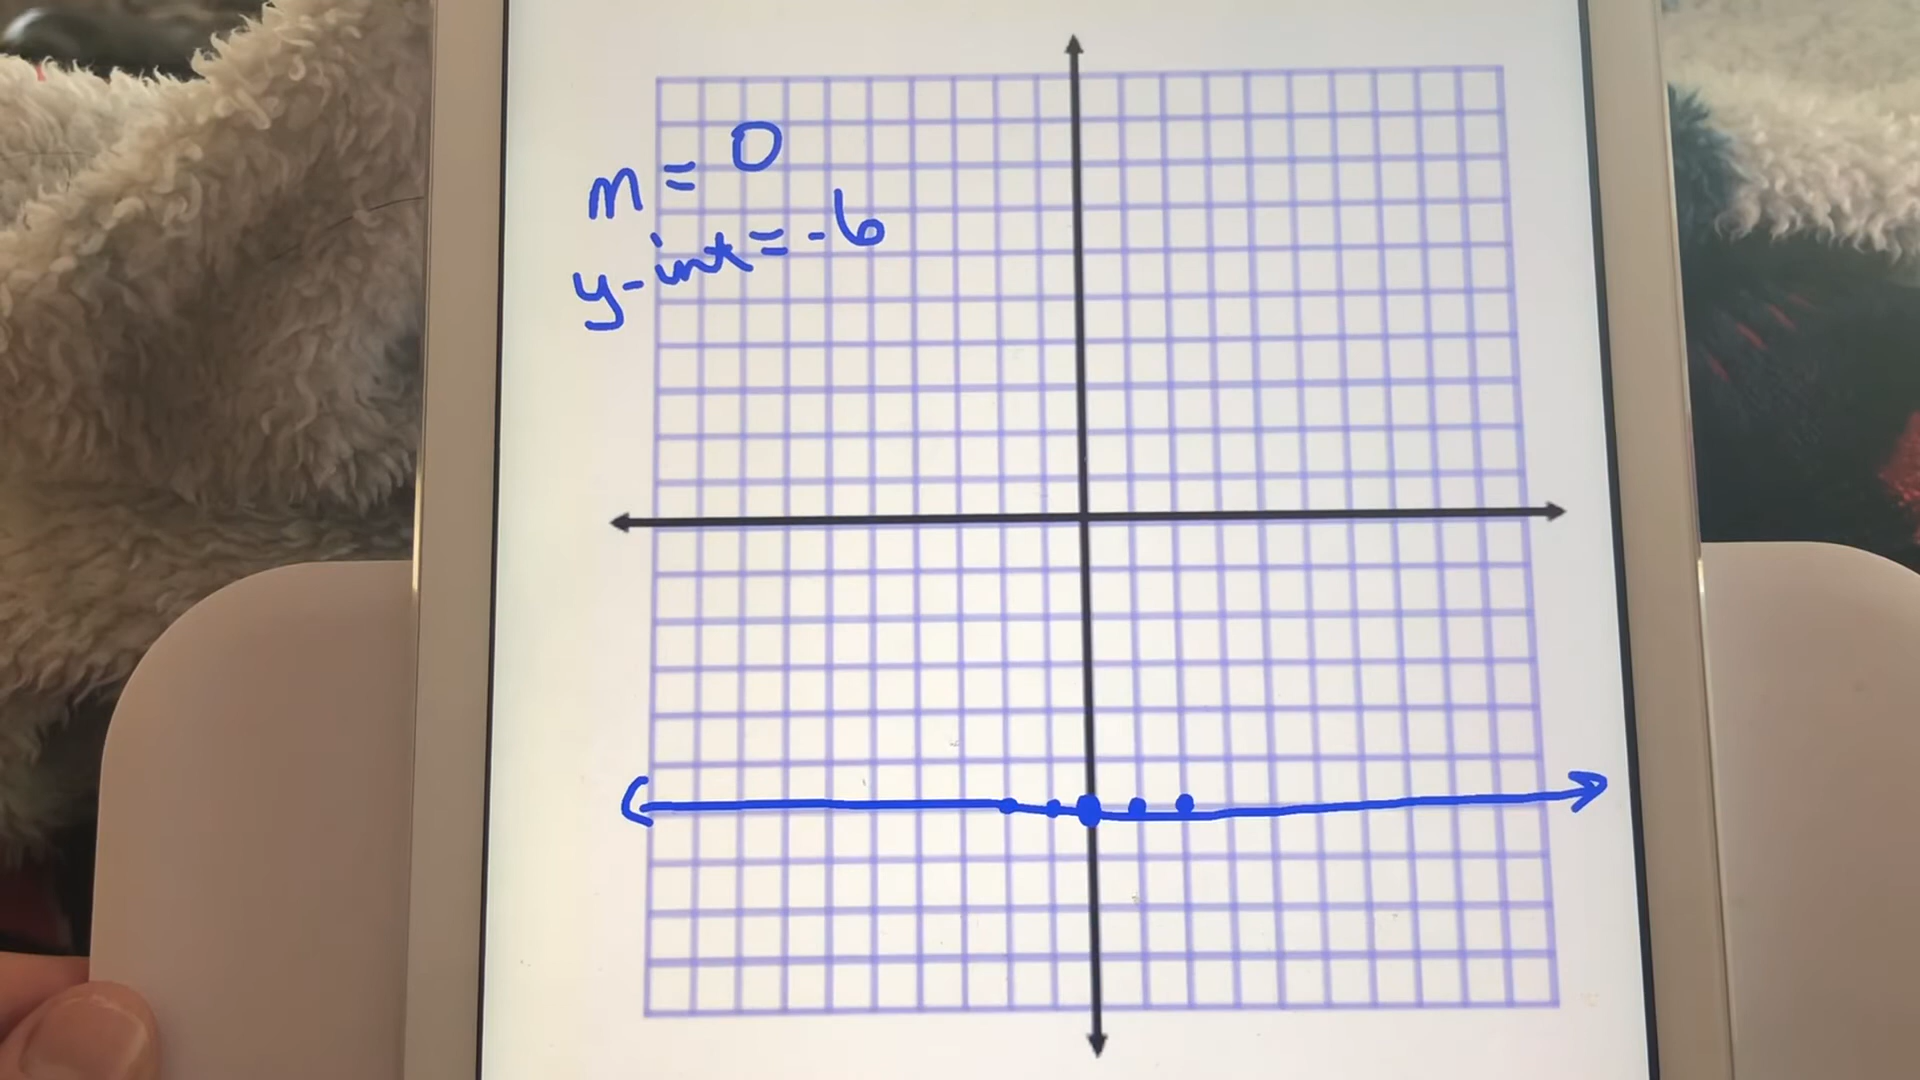 m = 0
y-int = -6